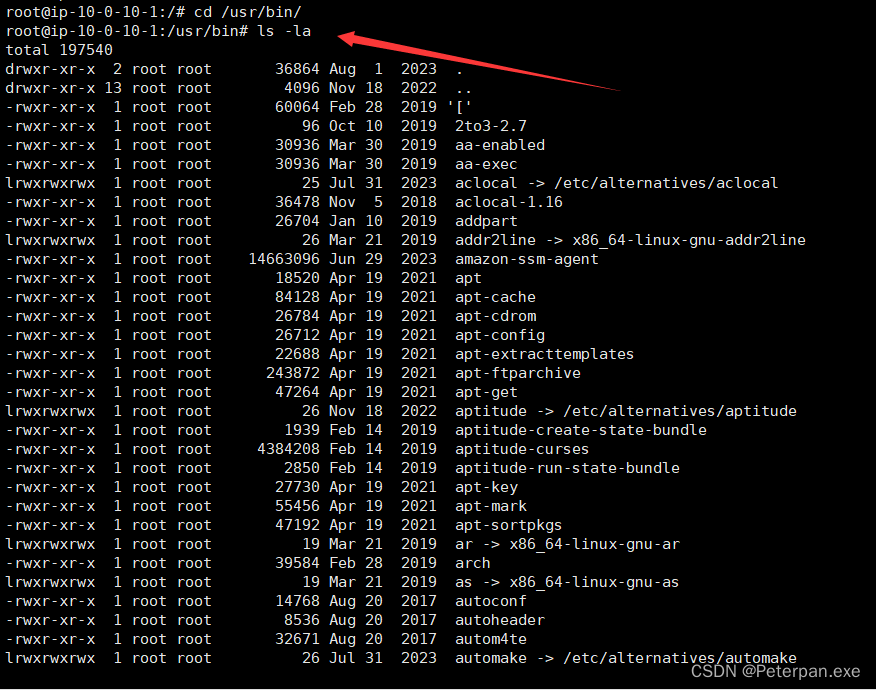 root@ip-10-0-10-1:/# cd /usr/bin/
root@ip-10-0-10-1:/usr/bin# ls -la
total 197540
drwxr-xr-x  2 root root     36864 Aug  1  2023  .
drwxr-xr-x 13 root root      4096 Nov 18  2022  ..
-rwxr-xr-x  1 root root     60064 Feb 28  2019 '['
-rwxr-xr-x  1 root root        96 Oct 10  2019  2to3-2.7
-rwxr-xr-x  1 root root     30936 Mar 30  2019  aa-enabled
-rwxr-xr-x  1 root root     30936 Mar 30  2019  aa-exec
lrwxrwxrwx  1 root root        25 Jul 31  2023  aclocal -> /etc/alternatives/aclocal
-rwxr-xr-x  1 root root     36478 Nov  5  2018  aclocal-1.16
-rwxr-xr-x  1 root root     26704 Jan 10  2019  addpart
lrwxrwxrwx  1 root root        26 Mar 21  2019  addr2line -> x86_64-linux-gnu-addr2line
-rwxr-xr-x  1 root root  14663096 Jun 29  2023  amazon-ssm-agent
-rwxr-xr-x  1 root root     18520 Apr 19  2021  apt
-rwxr-xr-x  1 root root     84128 Apr 19  2021  apt-cache
-rwxr-xr-x  1 root root     26784 Apr 19  2021  apt-cdrom
-rwxr-xr-x  1 root root     26712 Apr 19  2021  apt-config
-rwxr-xr-x  1 root root     22688 Apr 19  2021  apt-extracttemplates
-rwxr-xr-x  1 root root    243872 Apr 19  2021  apt-ftparchive
-rwxr-xr-x  1 root root     47264 Apr 19  2021  apt-get
lrwxrwxrwx  1 root root        26 Nov 18  2022  aptitude -> /etc/alternatives/aptitude
-rwxr-xr-x  1 root root      1939 Feb 14  2019  aptitude-create-state-bundle
-rwxr-xr-x  1 root root   4384208 Feb 14  2019  aptitude-curses
-rwxr-xr-x  1 root root      2850 Feb 14  2019  aptitude-run-state-bundle
-rwxr-xr-x  1 root root     27730 Apr 19  2021  apt-key
-rwxr-xr-x  1 root root     55456 Apr 19  2021  apt-mark
-rwxr-xr-x  1 root root     47192 Apr 19  2021  apt-sortpkgs
lrwxrwxrwx  1 root root        19 Mar 21  2019  ar -> x86_64-linux-gnu-ar
-rwxr-xr-x  1 root root     39584 Feb 28  2019  arch
lrwxrwxrwx  1 root root        19 Mar 21  2019  as -> x86_64-linux-gnu-as
-rwxr-xr-x  1 root root     14768 Aug 20  2017  autoconf
-rwxr-xr-x  1 root root      8536 Aug 20  2017  autoheader
-rwxr-xr-x  1 root root     32671 Aug 20  2017  autom4te
lrwxrwxrwx  1 root root        26 Jul 31  2023  automake -> /etc/alternatives/automake
CSDN @Peterpan.exe